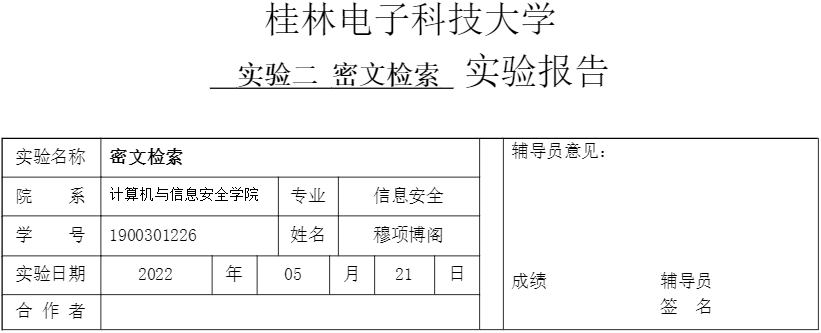 桂林电子科技大学
实验二 密文检索 实验报告
实验名称 密文检索 辅导员意见：
院 系 计算机与信息安全学院 专业 信息安全
学 号 1900301226 姓名 穆项博阁
实验日期 2022 年 05 月 21 日 成绩 辅导员
合 作 者 签 名